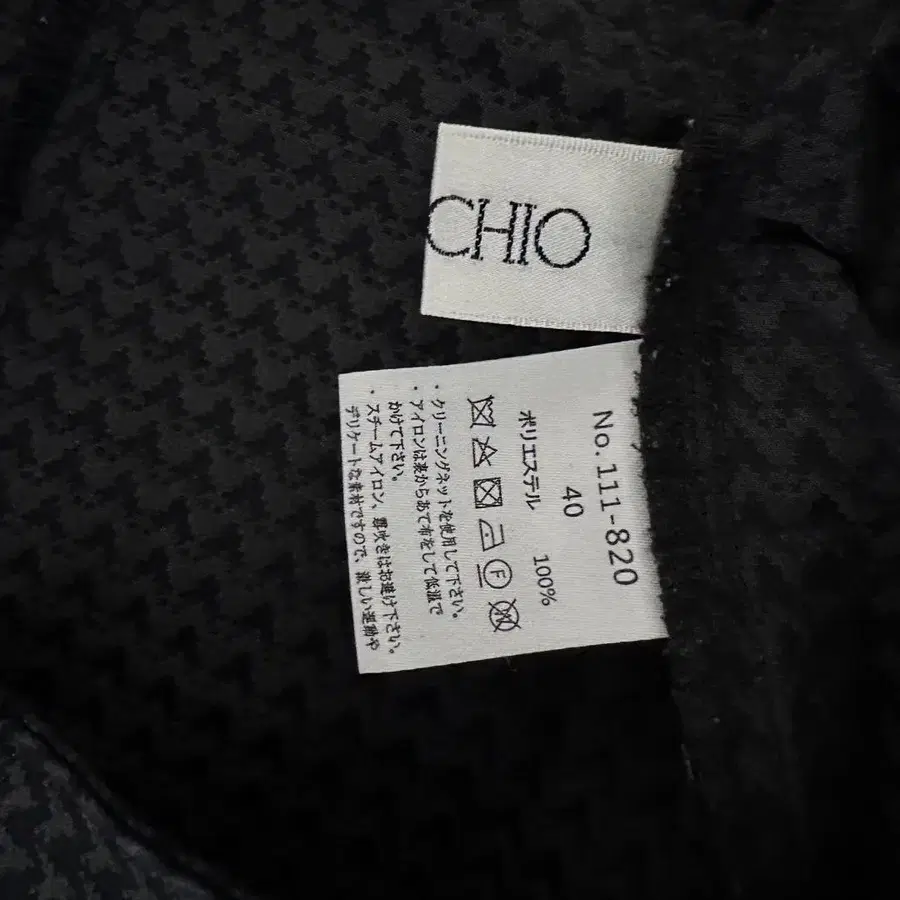 CHIO
No.111-820
40
ポリエステル 100%
F
・クリーニングネットを使用して下さい。
・アイロンは裏からあて布をして低温で
かけて下さい。
・スチームアイロン、霧吹きはお避け下さい。
デリケートな素材ですので、激しい運動や